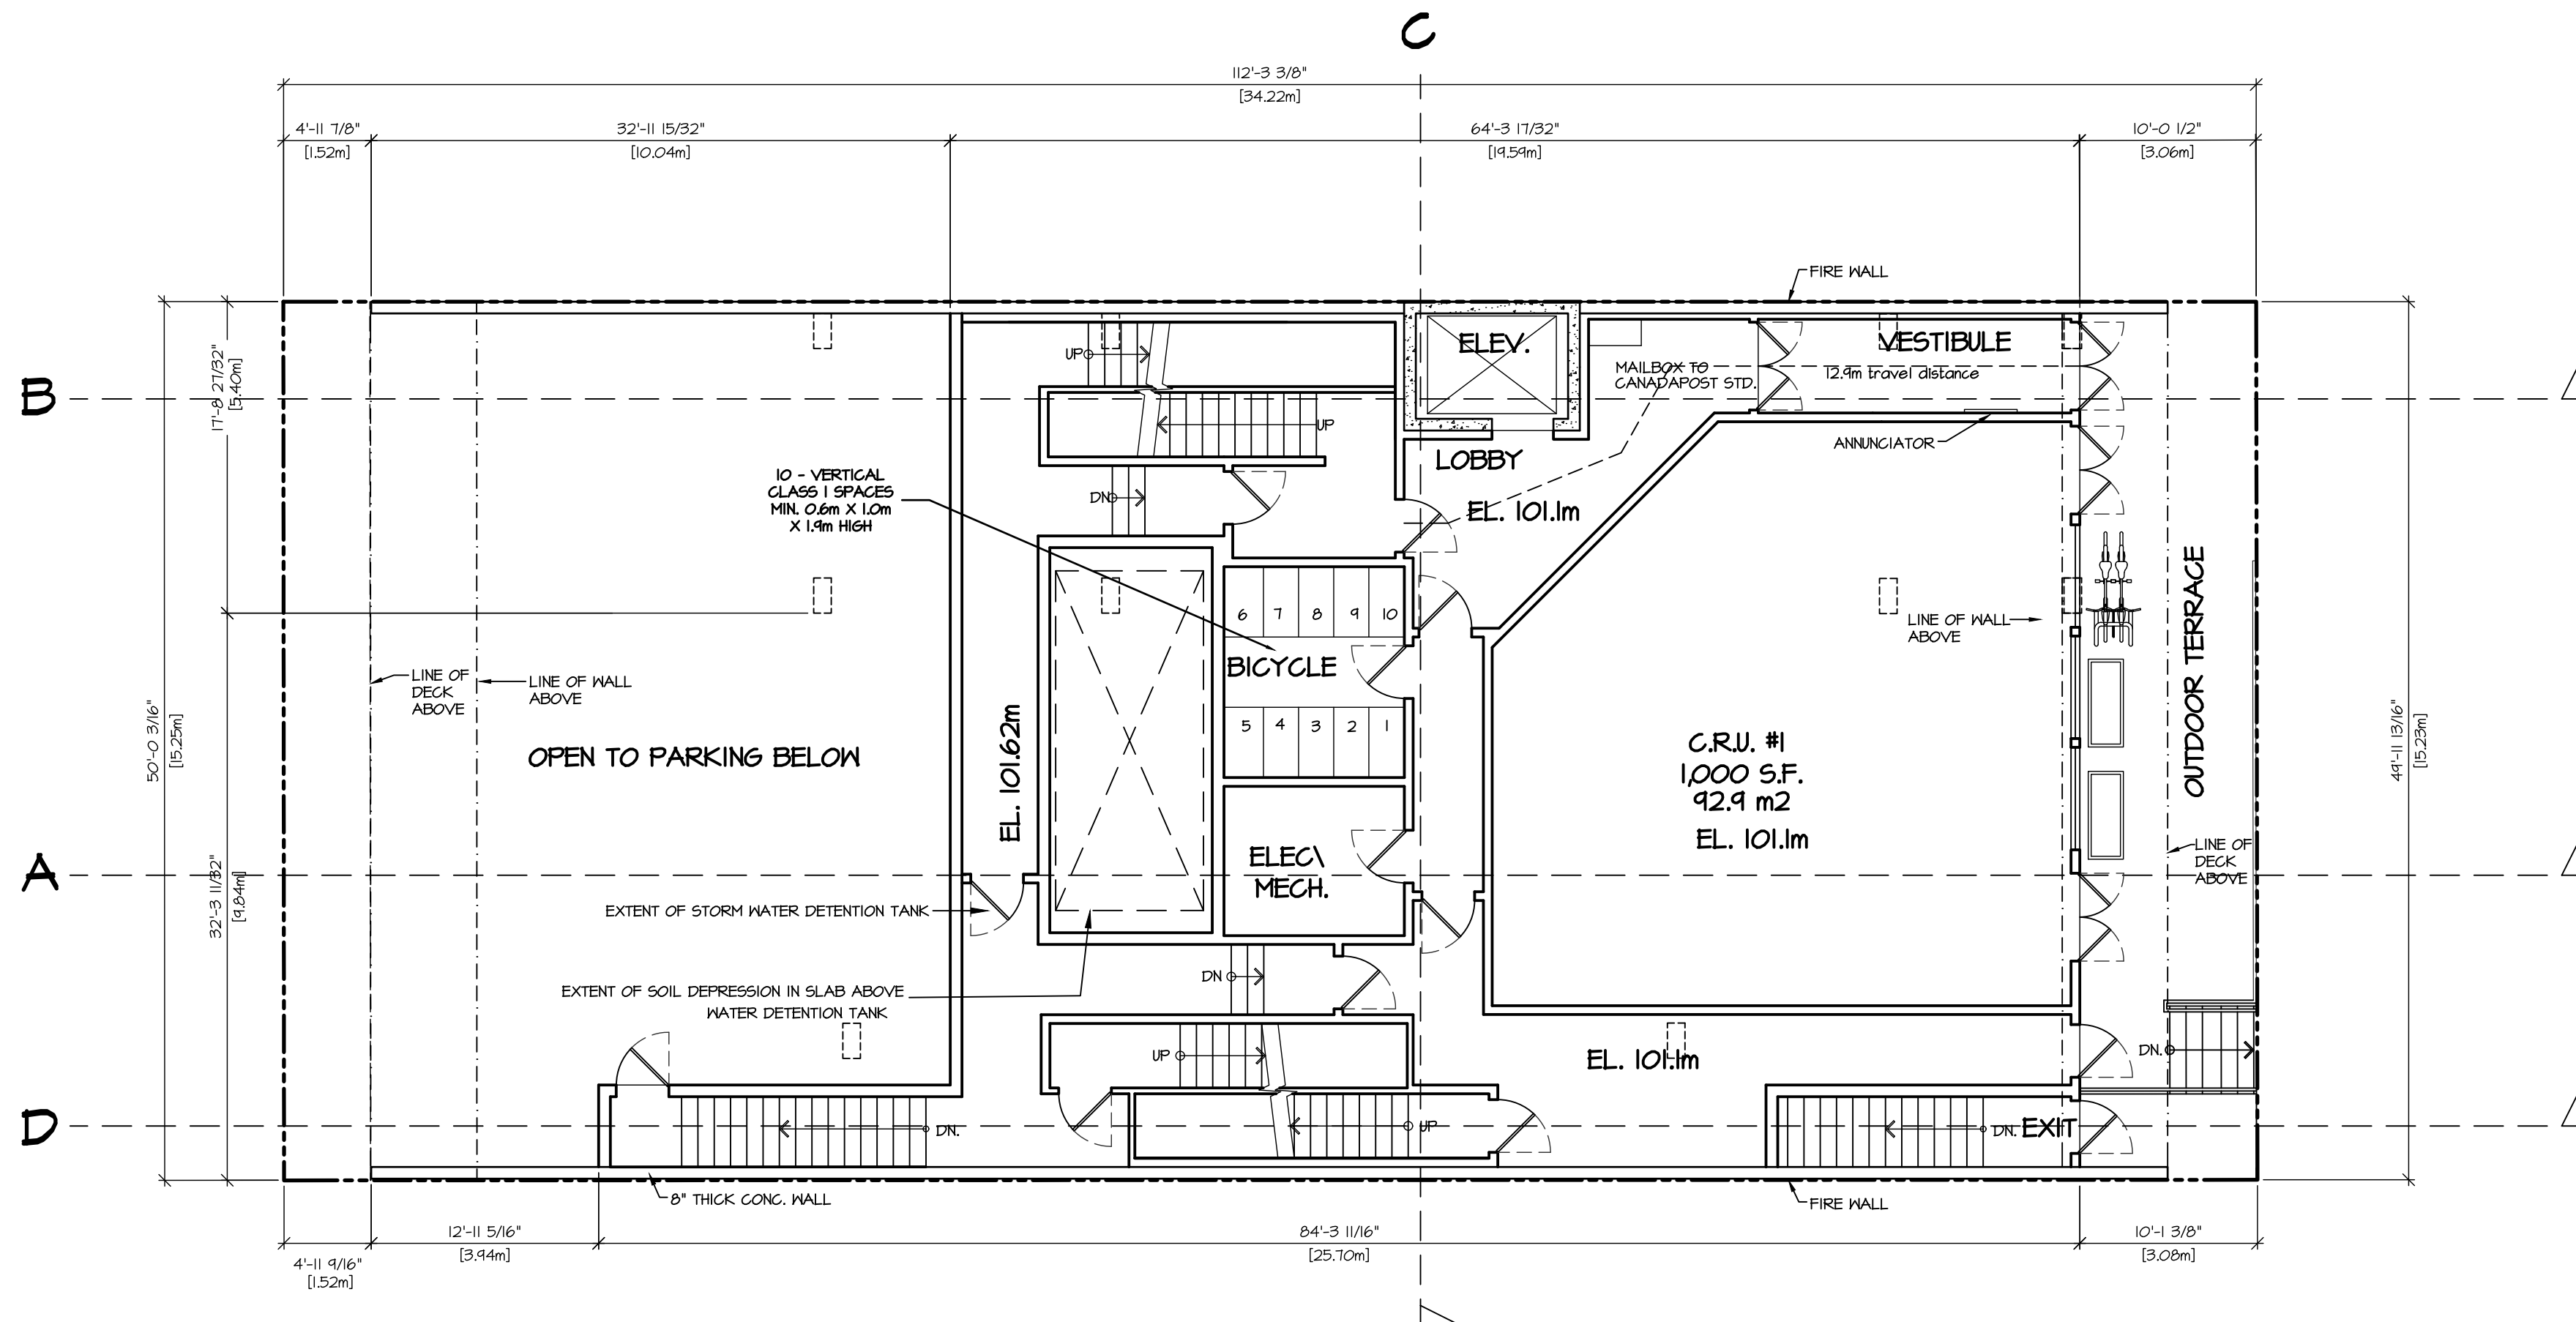 C
112'-3 3/8"
[34.22m]
4'-11 7/8"
[1.52m]
32'-11 15/32"
[10.04m]
64'-3 17/32"
[19.59m]
10'-0 1/2"
[3.06m]
FIRE WALL
B
17'-8 27/32"
[5.40m]
UP
UP
DN
ELEV.
MAILBOX TO
CANADAPOST STD.
VESTIBULE
12.9m travel distance
ANNUNCIATOR
LOBBY
EL. 101.1m
10 - VERTICAL
CLASS 1 SPACES
MIN. 0.6m X 1.0m
X 1.9m HIGH
6 7 8 9 10
BICYCLE
5 4 3 2 1
LINE OF WALL
ABOVE
OUTDOOR TERRACE
LINE OF
DECK
ABOVE
LINE OF WALL
ABOVE
OPEN TO PARKING BELOW
EL. 101.62m
50'-0 3/16"
[15.25m]
C.R.U. #1
1,000 S.F.
92.9 m2
EL. 101.1m
49'-11 13/16"
[15.23m]
ELEC\
MECH.
LINE OF
DECK
ABOVE
A
32'-3 11/32"
[9.84m]
EXTENT OF STORM WATER DETENTION TANK
EXTENT OF SOIL DEPRESSION IN SLAB ABOVE
WATER DETENTION TANK
DN
UP
EL. 101.1m
DN.
D
DN.
UP
DN.
EXIT
8" THICK CONC. WALL
FIRE WALL
4'-11 9/16"
[1.52m]
12'-11 5/16"
[3.94m]
84'-3 11/16"
[25.70m]
10'-1 3/8"
[3.08m]